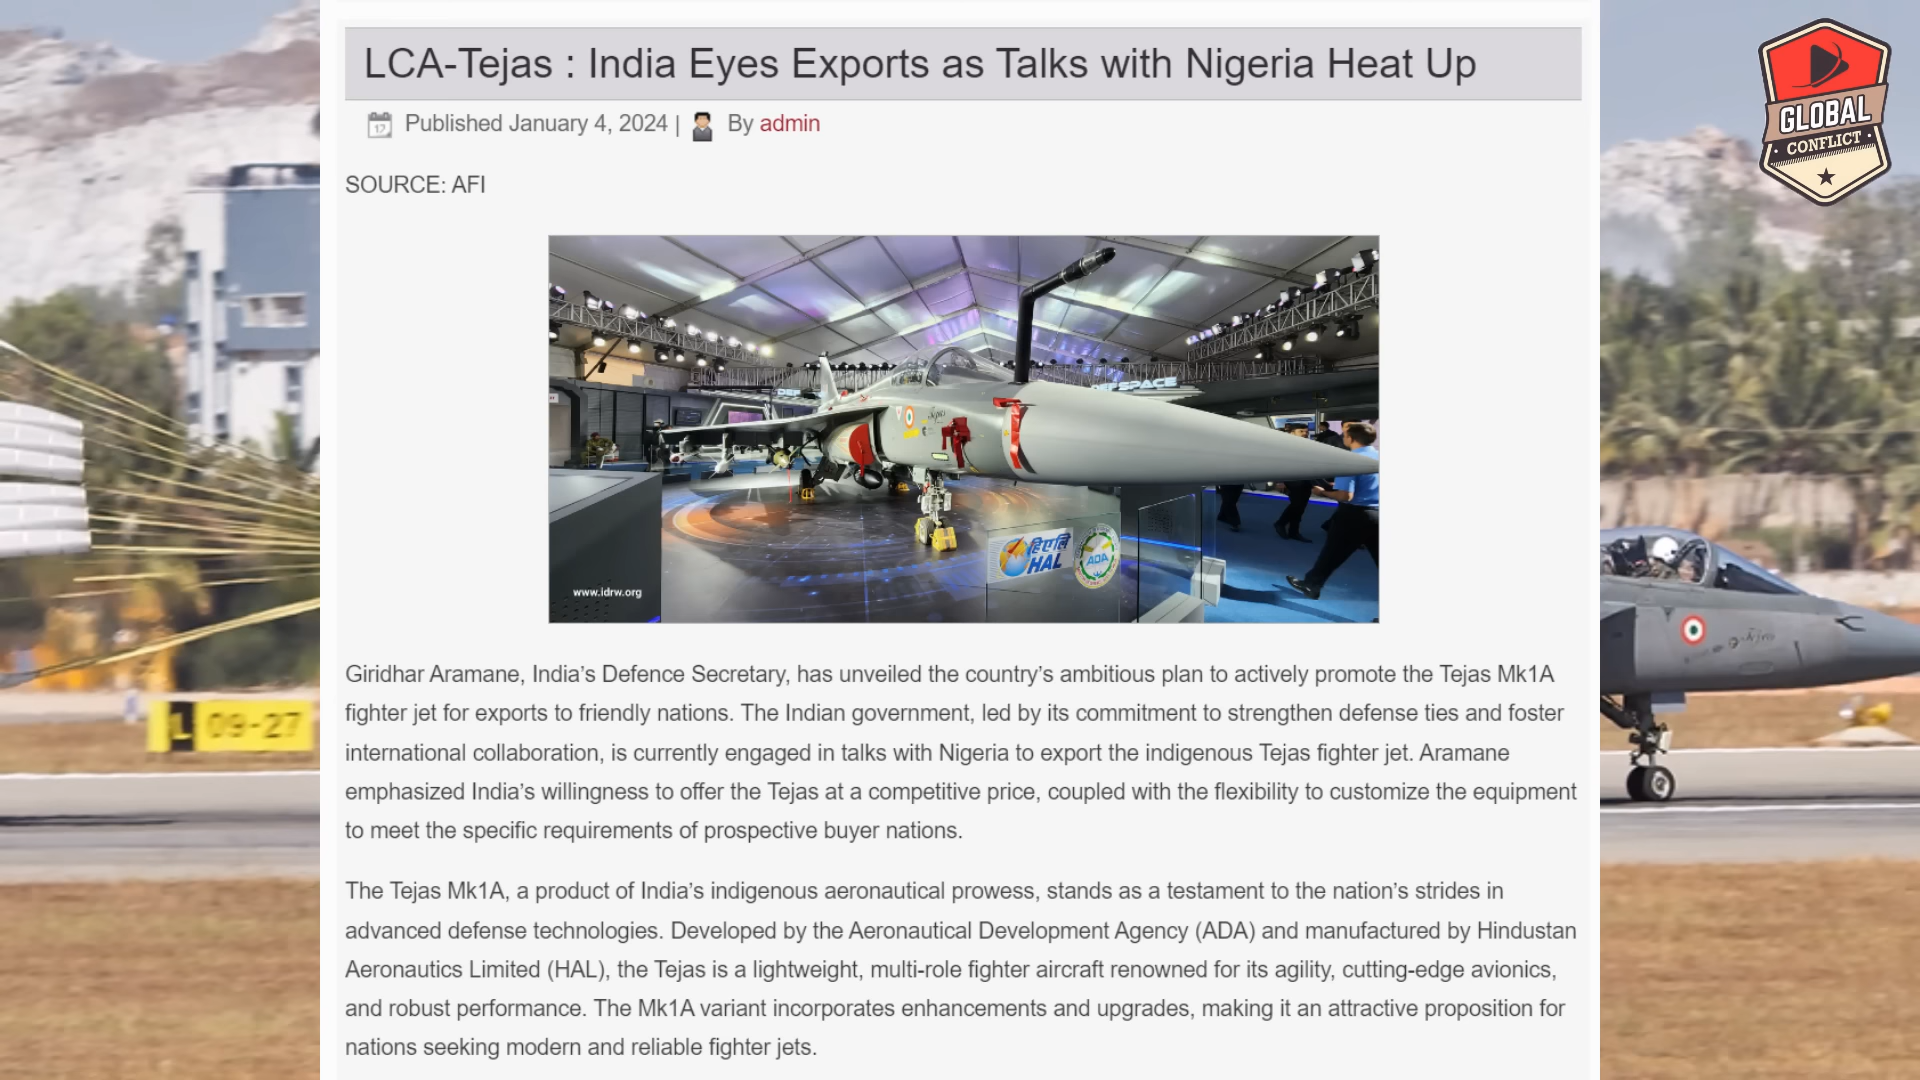 LCA-Tejas : India Eyes Exports as Talks with Nigeria Heat Up
17
Published January 4, 2024 | By admin
GLOBAL
CONFLICT
SOURCE: AFI
DEFSPACE
Tejas
हिएलि
HAL
ADA
www.idrw.org
L 09-27
Giridhar Aramane, India’s Defence Secretary, has unveiled the country’s ambitious plan to actively promote the Tejas Mk1A
fighter jet for exports to friendly nations. The Indian government, led by its commitment to strengthen defense ties and foster
international collaboration, is currently engaged in talks with Nigeria to export the indigenous Tejas fighter jet. Aramane
emphasized India’s willingness to offer the Tejas at a competitive price, coupled with the flexibility to customize the equipment
to meet the specific requirements of prospective buyer nations.
The Tejas Mk1A, a product of India’s indigenous aeronautical prowess, stands as a testament to the nation’s strides in
advanced defense technologies. Developed by the Aeronautical Development Agency (ADA) and manufactured by Hindustan
Aeronautics Limited (HAL), the Tejas is a lightweight, multi-role fighter aircraft renowned for its agility, cutting-edge avionics,
and robust performance. The Mk1A variant incorporates enhancements and upgrades, making it an attractive proposition for
nations seeking modern and reliable fighter jets.